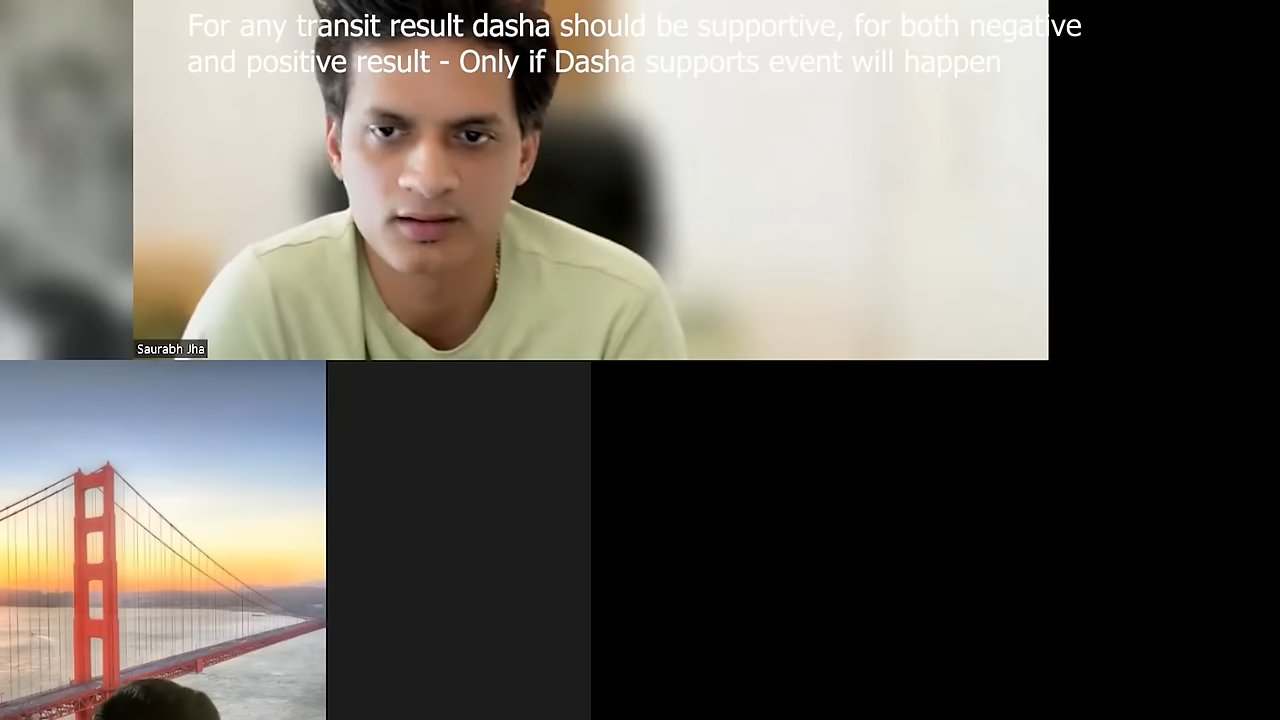 For any transit result dasha should be supportive, for both negative
and positive result - Only if Dasha supports event will happen
Saurabh Jha